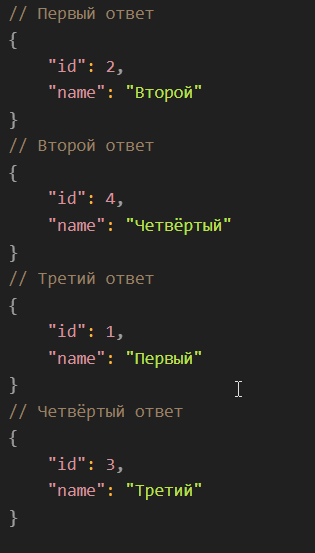 // Первый ответ
{
    "id": 2,
    "name": "Второй"
}
// Второй ответ
{
    "id": 4,
    "name": "Четвёртый"
}
// Третий ответ
{
    "id": 1,
    "name": "Первый"
}
// Четвёртый ответ
{
    "id": 3,
    "name": "Третий"
}